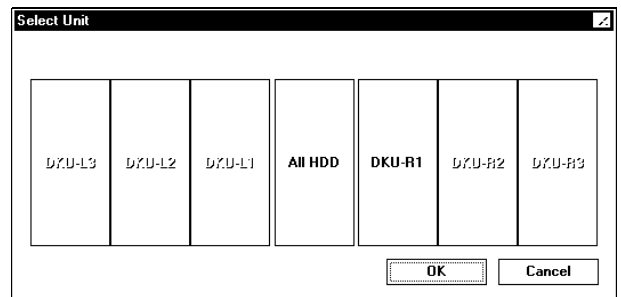 Select Unit
DKU-L3 DKU-L2 DKU-L1 All HDD DKU-R1 DKU-R2 DKU-R3
OK Cancel